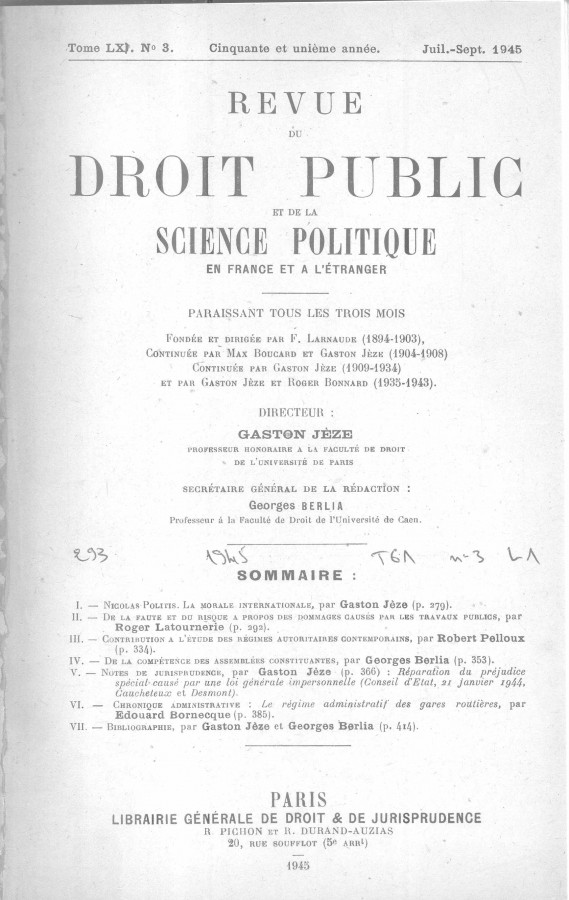 Tome LXI. No 3. Cinquante et unième année. Juil.-Sept. 1945
REVUE
DU
DROIT PUBLIC
ET DE LA
SCIENCE POLITIQUE
EN FRANCE ET A L'ÉTRANGER
PARAISSANT TOUS LES TROIS MOIS
FONDÉE ET DIRIGÉE PAR F. LARNAUDE (1894-1903),
CONTINUÉE PAR MAX BOUCARD ET GASTON JÈZE (1904-1908)
CONTINUÉE PAR GASTON JÈZE (1909-1934)
ET PAR GASTON JÈZE ET ROGER BONNARD (1935-1943).
DIRECTEUR :
GASTON JÈZE
PROFESSEUR HONORAIRE A LA FACULTÉ DE DROIT
DE L'UNIVERSITÉ DE PARIS
SECRÉTAIRE GÉNÉRAL DE LA RÉDACTION :
Georges BERLIA
Professeur à la Faculté de Droit de l'Université de Caen.
293 1945 T61 n-3 L1
SOMMAIRE :
I. — NICOLAS POLITIS. LA MORALE INTERNATIONALE, par Gaston Jèze (p. 279).
II. — DE LA FAUTE ET DU RISQUE A PROPOS DES DOMMAGES CAUSÉS PAR LES TRAVAUX PUBLICS, par
Roger Latournerie (p. 292).
III. — CONTRIBUTION A L'ÉTUDE DES RÉGIMES AUTORITAIRES CONTEMPORAINS, par Robert Pelloux
(p. 334).
IV. — DE LA COMPÉTENCE DES ASSEMBLÉES CONSTITUANTES, par Georges Berlia (p. 353).
V. — NOTES DE JURISPRUDENCE, par Gaston Jèze (p. 366) : Réparation du préjudice
spécial causé par une loi générale impersonnelle (Conseil d'Etat, 21 janvier 1944,
Caucheteux et Desmont).
VI. — CHRONIQUE ADMINISTRATIVE : Le régime administratif des gares routières, par
Edouard Bornecque (p. 385).
VII. — BIBLIOGRAPHIE, par Gaston Jèze et Georges Berlia (p. 414).
PARIS
LIBRAIRIE GÉNÉRALE DE DROIT & DE JURISPRUDENCE
R. PICHON ET R. DURAND-AUZIAS
20, RUE SOUFFLOT (5e ARRt)
1945